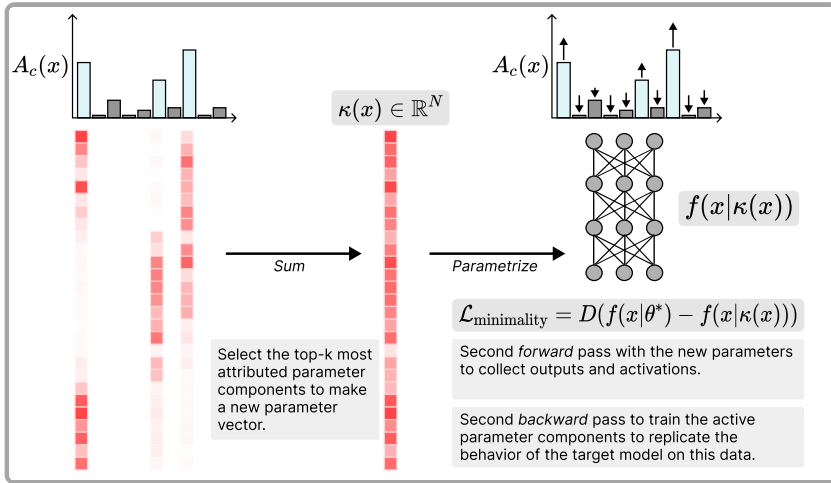 A_c(x)
κ(x) ∈ ℝ^N
A_c(x)
f(x|κ(x))
Sum
Parametrize
ℒ_minimality = D(f(x|θ*) − f(x|κ(x)))
Select the top-k most
attributed parameter
components to make
a new parameter
vector.
Second forward pass with the new parameters
to collect outputs and activations.
Second backward pass to train the active
parameter components to replicate the
behavior of the target model on this data.